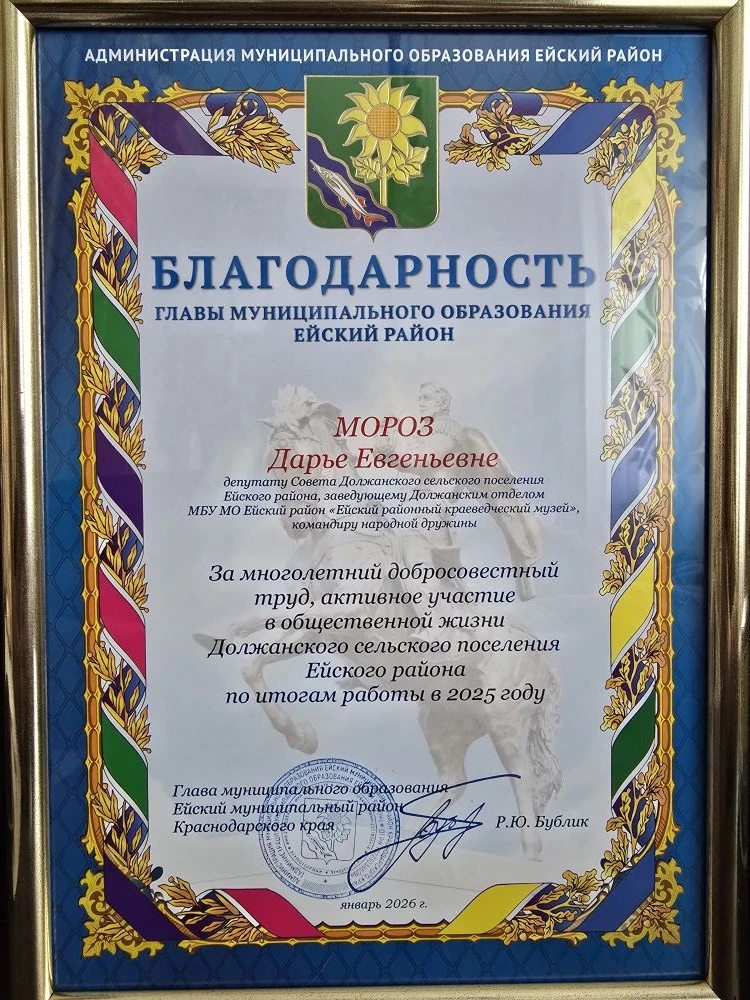 АДМИНИСТРАЦИЯ МУНИЦИПАЛЬНОГО ОБРАЗОВАНИЯ ЕЙСКИЙ РАЙОН
БЛАГОДАРНОСТЬ
ГЛАВЫ МУНИЦИПАЛЬНОГО ОБРАЗОВАНИЯ
ЕЙСКИЙ РАЙОН
МОРОЗ
Дарье Евгеньевне
депутату Совета Должанского сельского поселения
Ейского района, заведующему Должанским отделом
МБУ МО Ейский район «Ейский районный краеведческий музей»,
командиру народной дружины
За многолетний добросовестный
труд, активное участие
в общественной жизни
Должанского сельского поселения
Ейского района
по итогам работы в 2025 году
Глава муниципального образования
Ейский муниципальный район
Краснодарского края
Р.Ю. Бублик
январь 2026 г.